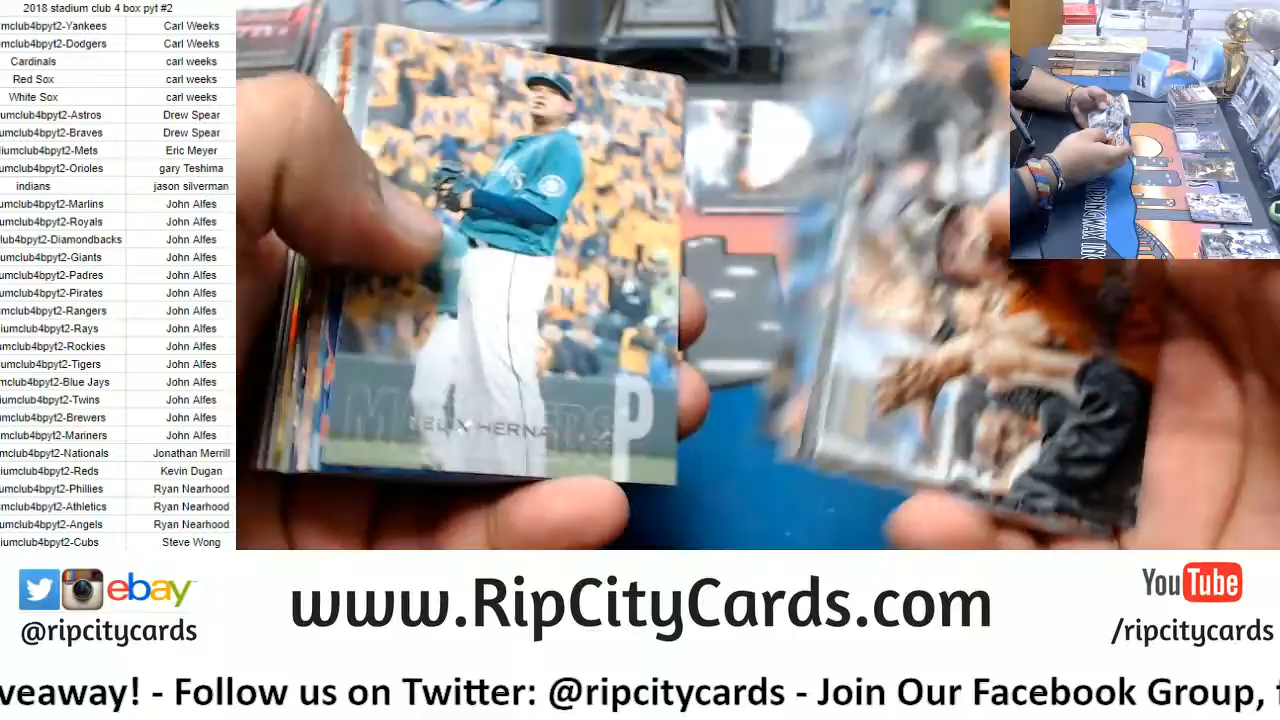 2018 stadium club 4 box pyt #2
umclub4bpyt2-Yankees Carl Weeks
mclub4bpyt2-Dodgers Carl Weeks
Cardinals carl weeks
Red Sox carl weeks
White Sox carl weeks
umclub4bpyt2-Astros Drew Spear
umclub4bpyt2-Braves Drew Spear
iumclub4bpyt2-Mets Eric Meyer
umclub4bpyt2-Orioles gary Teshima
indians jason silverman
umclub4bpyt2-Marlins John Alfes
umclub4bpyt2-Royals John Alfes
lub4bpyt2-Diamondbacks John Alfes
umclub4bpyt2-Giants John Alfes
umclub4bpyt2-Padres John Alfes
umclub4bpyt2-Pirates John Alfes
mclub4bpyt2-Rangers John Alfes
iumclub4bpyt2-Rays John Alfes
mclub4bpyt2-Rockies John Alfes
umclub4bpyt2-Tigers John Alfes
mclub4bpyt2-Blue Jays John Alfes
umclub4bpyt2-Twins John Alfes
mclub4bpyt2-Brewers John Alfes
mclub4bpyt2-Mariners John Alfes
mclub4bpyt2-Nationals Jonathan Merrill
iumclub4bpyt2-Reds Kevin Dugan
umclub4bpyt2-Phillies Ryan Nearhood
mclub4bpyt2-Athletics Ryan Nearhood
umclub4bpyt2-Angels Ryan Nearhood
iumclub4bpyt2-Cubs Steve Wong
P
ebay
@ripcitycards
www.RipCityCards.com
YouTube
/ripcitycards
veaway! - Follow us on Twitter: @ripcitycards - Join Our Facebook Group,